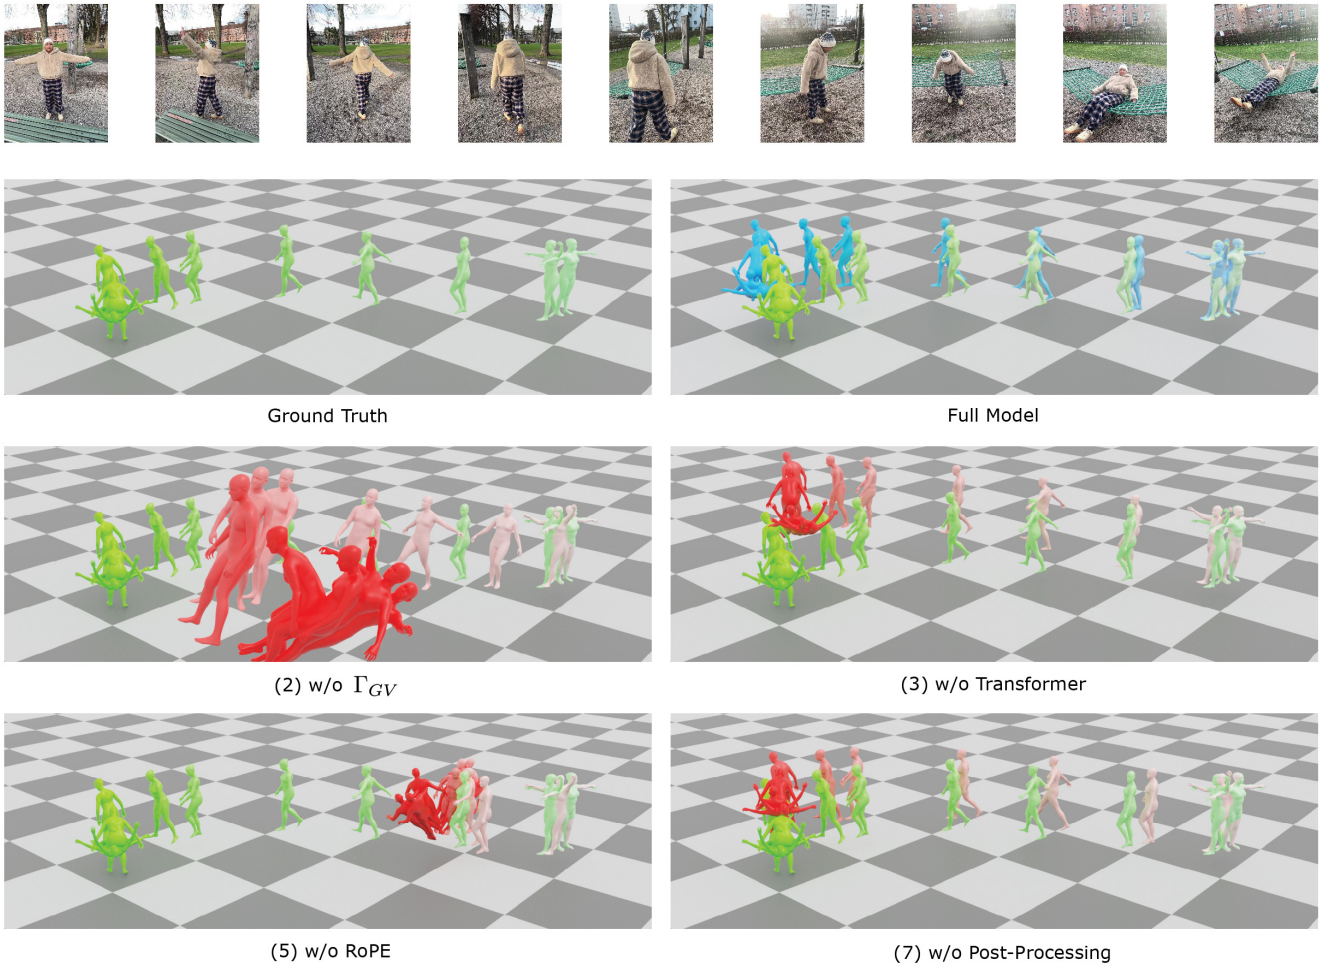 Ground Truth
Full Model
(2) w/o Γ_GV
(3) w/o Transformer
(5) w/o RoPE
(7) w/o Post-Processing